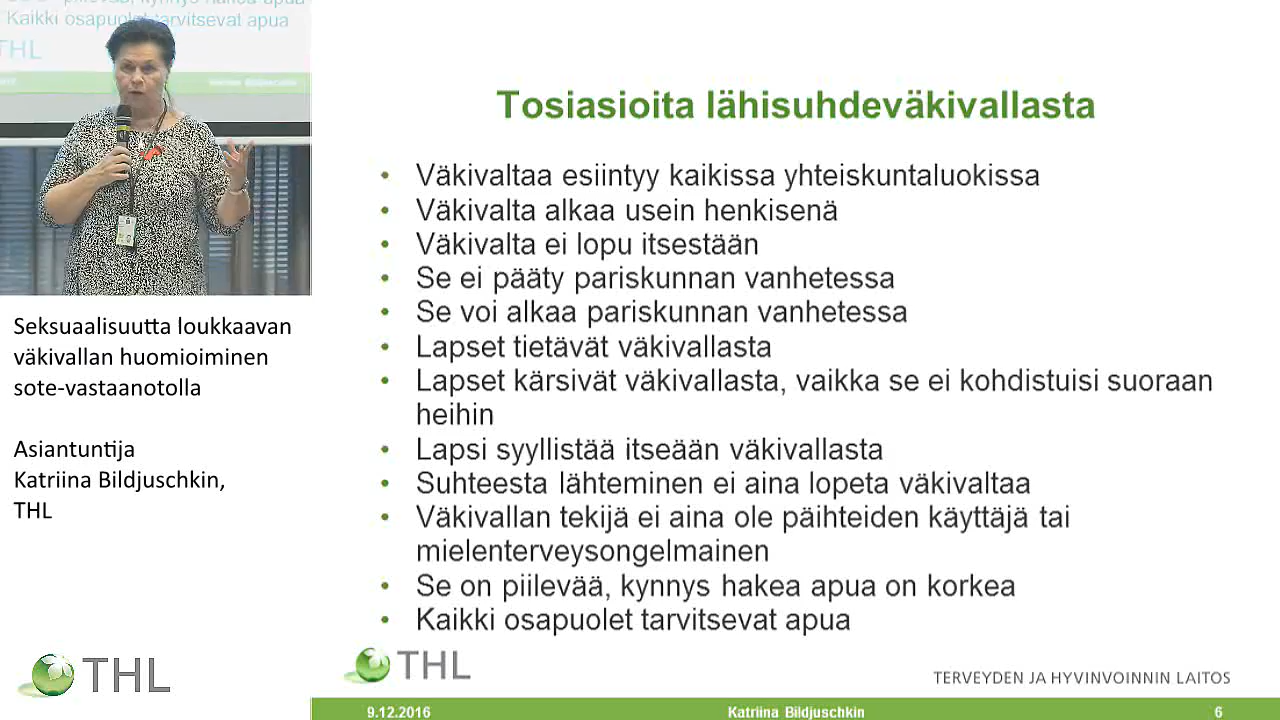 Kaikki osapuolet tarvitsevat apua
THL
Seksuaalisuutta loukkaavan
väkivallan huomioiminen
sote-vastaanotolla
Asiantuntija
Katriina Bildjuschkin,
THL
THL
Tosiasioita lähisuhdeväkivallasta
• Väkivaltaa esiintyy kaikissa yhteiskuntaluokissa
• Väkivalta alkaa usein henkisenä
• Väkivalta ei lopu itsestään
• Se ei pääty pariskunnan vanhetessa
• Se voi alkaa pariskunnan vanhetessa
• Lapset tietävät väkivallasta
• Lapset kärsivät väkivallasta, vaikka se ei kohdistuisi suoraan
heihin
• Lapsi syyllistää itseään väkivallasta
• Suhteesta lähteminen ei aina lopeta väkivaltaa
• Väkivallan tekijä ei aina ole päihteiden käyttäjä tai
mielenterveysongelmainen
• Se on piilevää, kynnys hakea apua on korkea
• Kaikki osapuolet tarvitsevat apua
THL
TERVEYDEN JA HYVINVOINNIN LAITOS
9.12.2016
Katriina Bildjuschkin
6